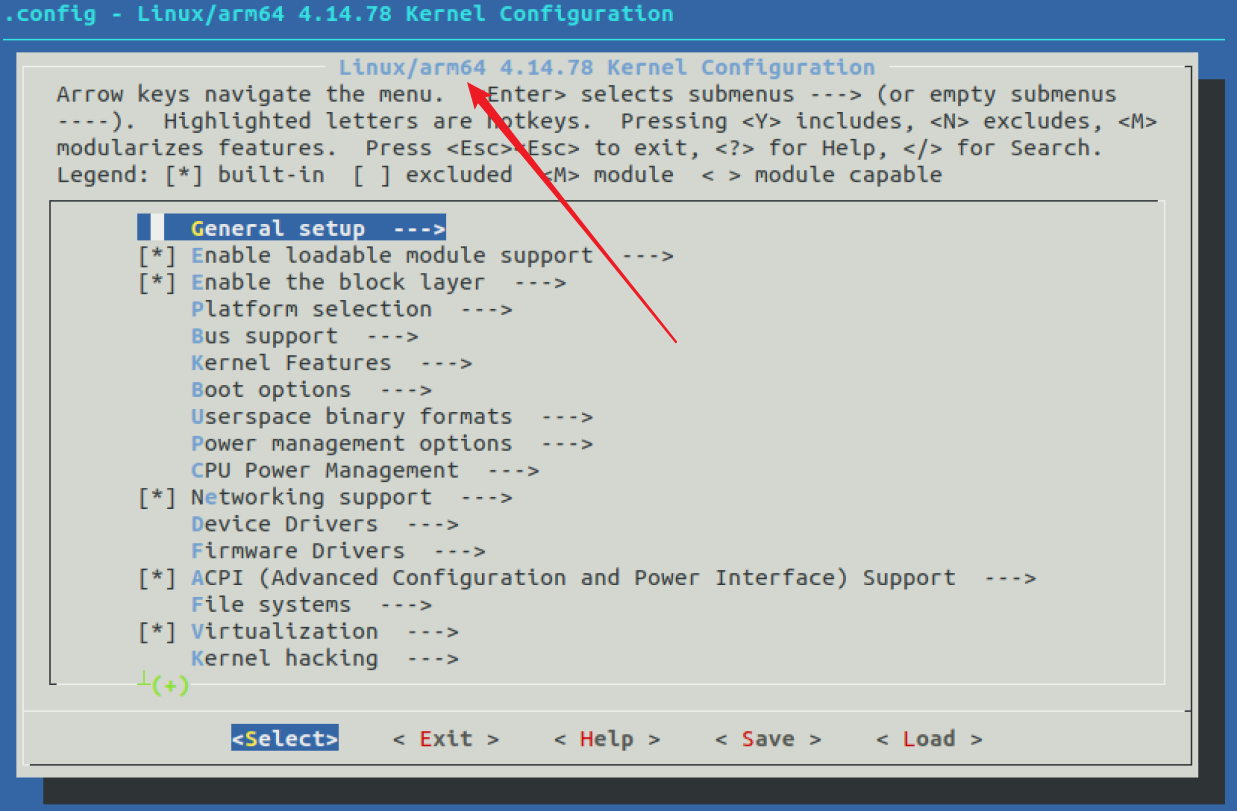 .config - Linux/arm64 4.14.78 Kernel Configuration
Linux/arm64 4.14.78 Kernel Configuration
Arrow keys navigate the menu.  <Enter> selects submenus ---> (or empty submenus
----).  Highlighted letters are hotkeys.  Pressing <Y> includes, <N> excludes, <M>
modularizes features.  Press <Esc><Esc> to exit, <?> for Help, </> for Search.
Legend: [*] built-in  [ ] excluded  <M> module  < > module capable
General setup  --->
[*] Enable loadable module support  --->
[*] Enable the block layer  --->
Platform selection  --->
Bus support  --->
Kernel Features  --->
Boot options  --->
Userspace binary formats  --->
Power management options  --->
CPU Power Management  --->
[*] Networking support  --->
Device Drivers  --->
Firmware Drivers  --->
[*] ACPI (Advanced Configuration and Power Interface) Support  --->
File systems  --->
[*] Virtualization  --->
Kernel hacking  --->
┴(+)
<Select>    < Exit >    < Help >    < Save >    < Load >